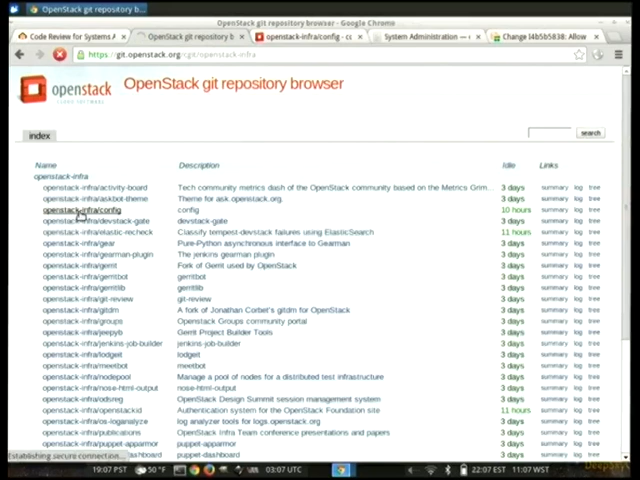 OpenStack git repository b...
OpenStack git repository browser - Google Chrome
Code Review for Systems A
OpenStack git repository b
openstack-infra/config - c
System Administration —
Change I4b5b5838: Allow
https://git.openstack.org/cgit/openstack-infra
openstack
CLOUD SOFTWARE
OpenStack git repository browser
index
search
Name Description Idle Links
openstack-infra
openstack-infra/activity-board Tech community metrics dash of the OpenStack community based on the Metrics Grim... 3 days summary log tree
openstack-infra/askbot-theme Theme for ask.openstack.org. 3 days summary log tree
openstack-infra/config config 10 hours summary log tree
openstack-infra/devstack-gate devstack-gate 3 days summary log tree
openstack-infra/elastic-recheck Classify tempest-devstack failures using ElasticSearch 11 hours summary log tree
openstack-infra/gear Pure-Python asynchronous interface to Gearman 3 days summary log tree
openstack-infra/gearman-plugin The jenkins gearman plugin 3 days summary log tree
openstack-infra/gerrit Fork of Gerrit used by OpenStack 3 days summary log tree
openstack-infra/gerritbot gerritbot 3 days summary log tree
openstack-infra/gerritlib gerritlib 3 days summary log tree
openstack-infra/git-review git-review 3 days summary log tree
openstack-infra/gitdm A fork of Jonathan Corbet's gitdm for OpenStack 3 days summary log tree
openstack-infra/groups Openstack Groups community portal 3 days summary log tree
openstack-infra/jeepyb Gerrit Project Builder Tools 3 days summary log tree
openstack-infra/jenkins-job-builder jenkins-job-builder 3 days summary log tree
openstack-infra/lodgeit lodgeit 3 days summary log tree
openstack-infra/meetbot meetbot 3 days summary log tree
openstack-infra/nodepool Manage a pool of nodes for a distributed test infrastructure 3 days summary log tree
openstack-infra/nose-html-output nose-html-output 3 days summary log tree
openstack-infra/odsreg OpenStack Design Summit session management system 3 days summary log tree
openstack-infra/openstackid Authentication system for the OpenStack Foundation site 11 hours summary log tree
openstack-infra/os-loganalyze log analyzer tools for logs.openstack.org 3 days summary log tree
openstack-infra/publications OpenStack Infra Team conference presentations and papers 3 days summary log tree
openstack-infra/puppet-apparmor puppet-apparmor 3 days summary log tree
puppet-dashboard 3 days summary log tree
Establishing secure connection...
19:07 PST 50 °F 03:07 UTC 22:07 EST 11:07 WST